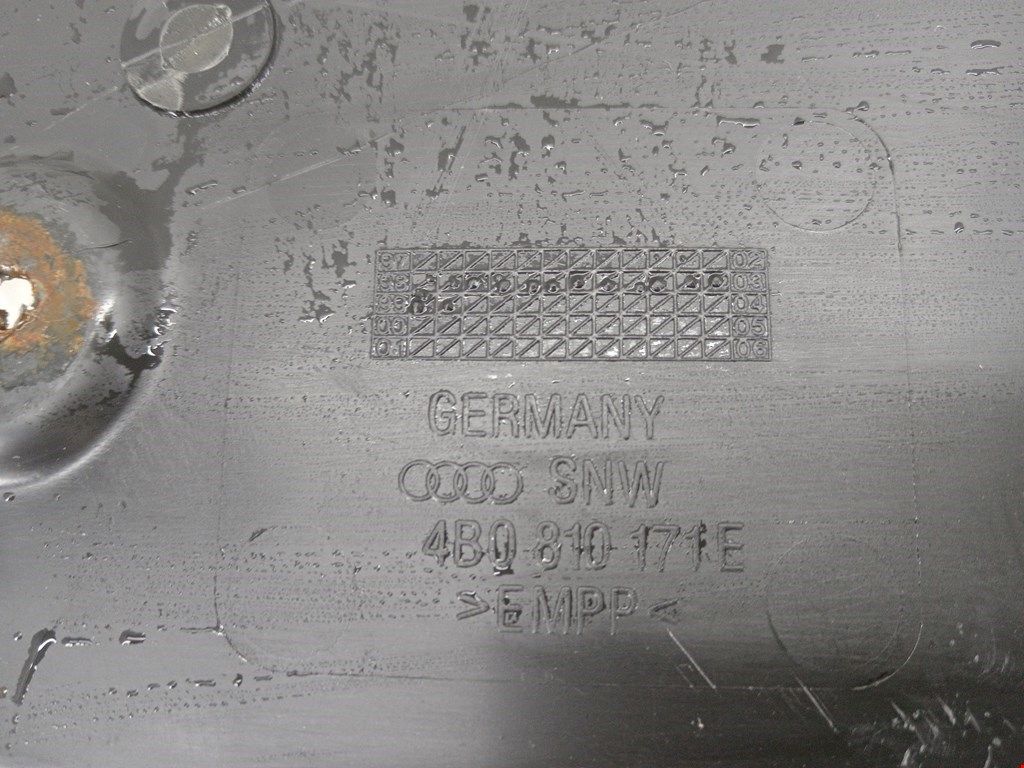 97 02
98 03
99 04
00 05
01 06
GERMANY
SNW
4B0 810 171 E
>EMPP<